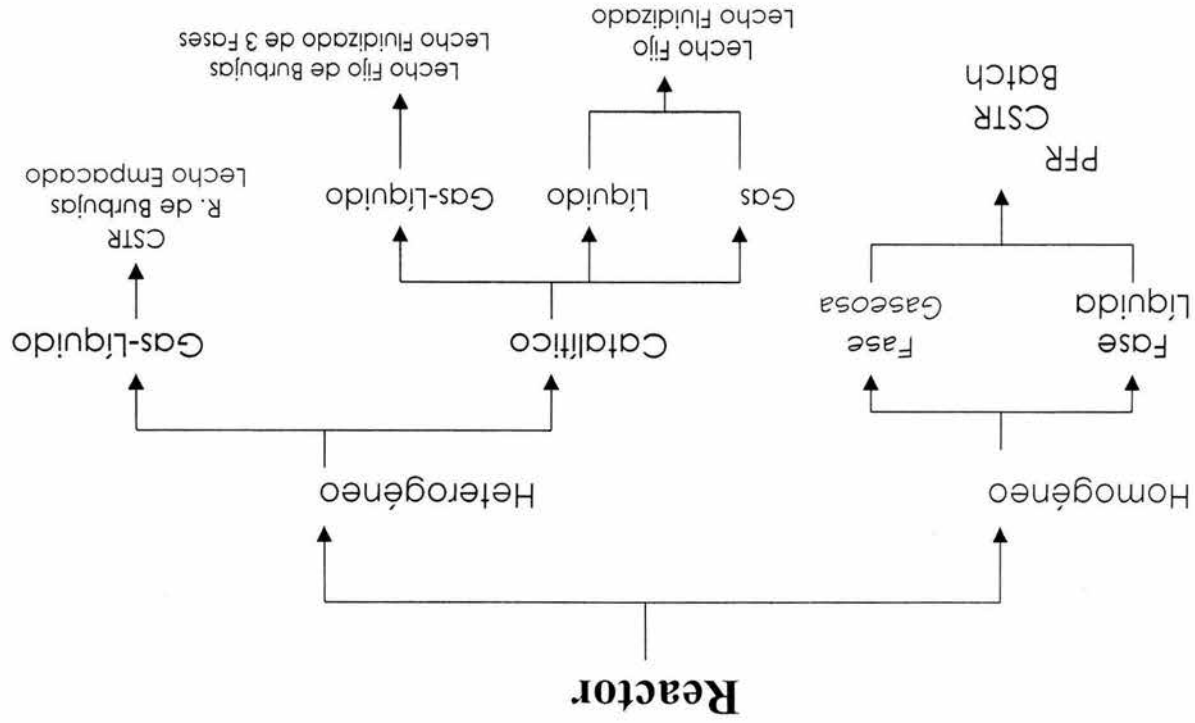 Reactor
Homogéneo
Heterogéneo
Fase
Líquida
Fase
Gaseosa
Catalítico
Gas-Líquido
PFR
CSTR
Batch
Gas
Líquido
Gas-Líquido
CSTR
R. de Burbujas
Lecho Empacado
Lecho Fijo
Lecho Fluidizado
Lecho Fijo de Burbujas
Lecho Fluidizado de 3 Fases